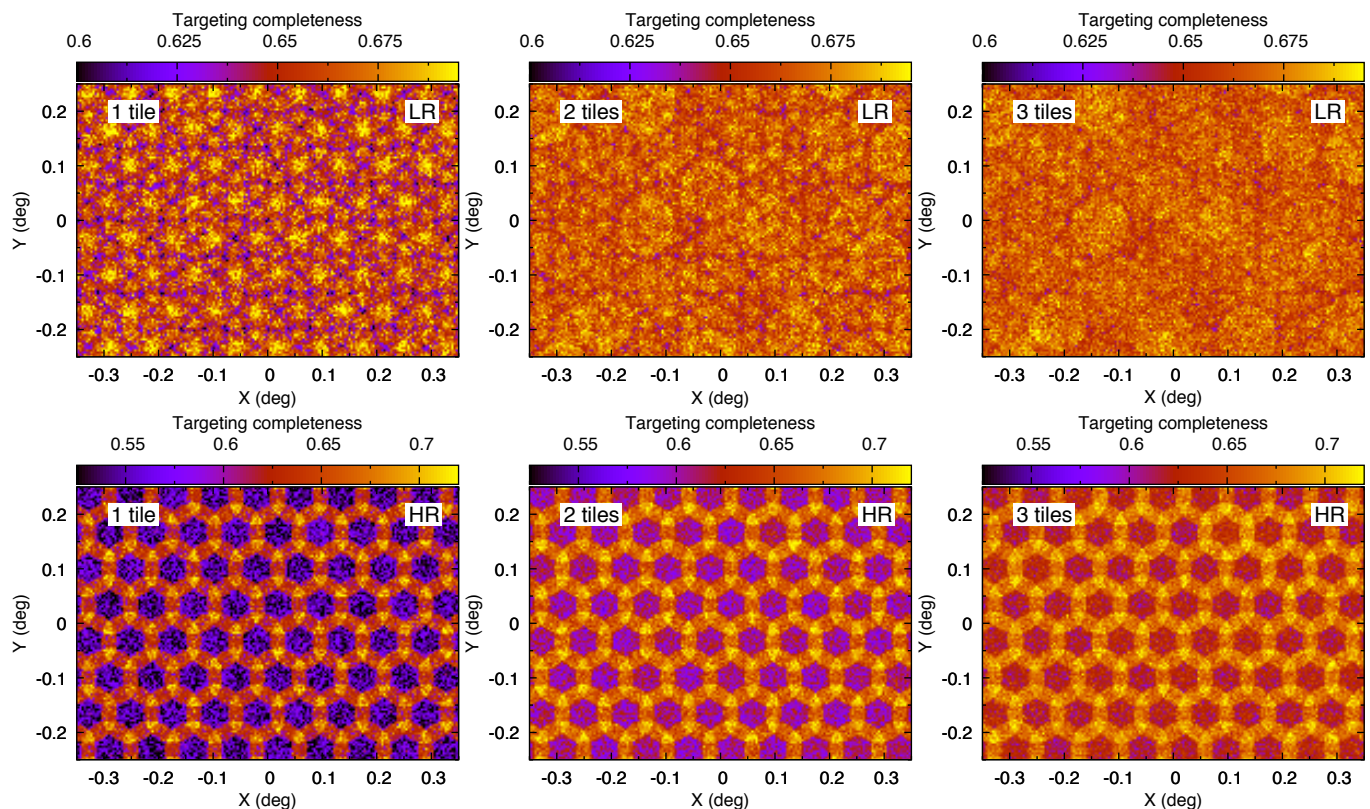 Targeting completeness Targeting completeness Targeting completeness
0.6 0.625 0.65 0.675 0.6 0.625 0.65 0.675 0.6 0.625 0.65 0.675
1 tile LR 2 tiles LR 3 tiles LR
0.2 0.2 0.2
0.1 0.1 0.1
Y (deg) 0 Y (deg) 0 Y (deg) 0
-0.1 -0.1 -0.1
-0.2 -0.2 -0.2
-0.3 -0.2 -0.1 0 0.1 0.2 0.3 -0.3 -0.2 -0.1 0 0.1 0.2 0.3 -0.3 -0.2 -0.1 0 0.1 0.2 0.3
X (deg) X (deg) X (deg)
Targeting completeness Targeting completeness Targeting completeness
0.55 0.6 0.65 0.7 0.55 0.6 0.65 0.7 0.55 0.6 0.65 0.7
1 tile HR 2 tiles HR 3 tiles HR
0.2 0.2 0.2
0.1 0.1 0.1
Y (deg) 0 Y (deg) 0 Y (deg) 0
-0.1 -0.1 -0.1
-0.2 -0.2 -0.2
-0.3 -0.2 -0.1 0 0.1 0.2 0.3 -0.3 -0.2 -0.1 0 0.1 0.2 0.3 -0.3 -0.2 -0.1 0 0.1 0.2 0.3
X (deg) X (deg) X (deg)